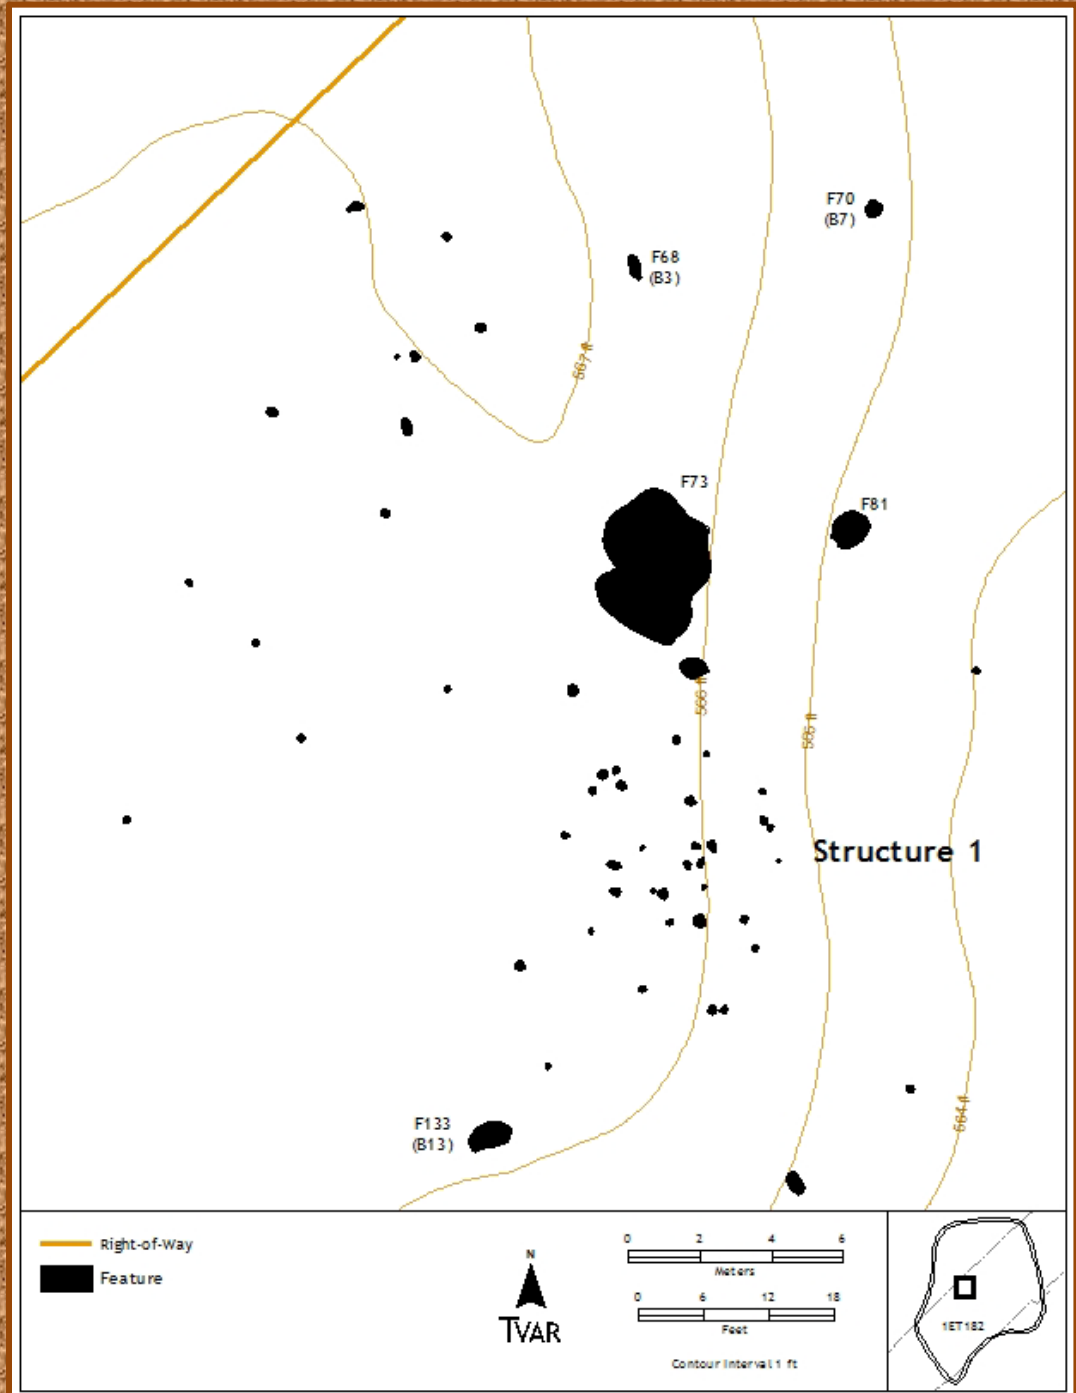 F70
(B7)
F68
(B3)
567 ft
F73
F81
566 ft
565 ft
Structure 1
564 ft
F133
(B13)
Right-of-Way
Feature
N
TVAR
0 2 4 6
Meters
0 6 12 18
Feet
Contour Interval 1 ft
1ET182